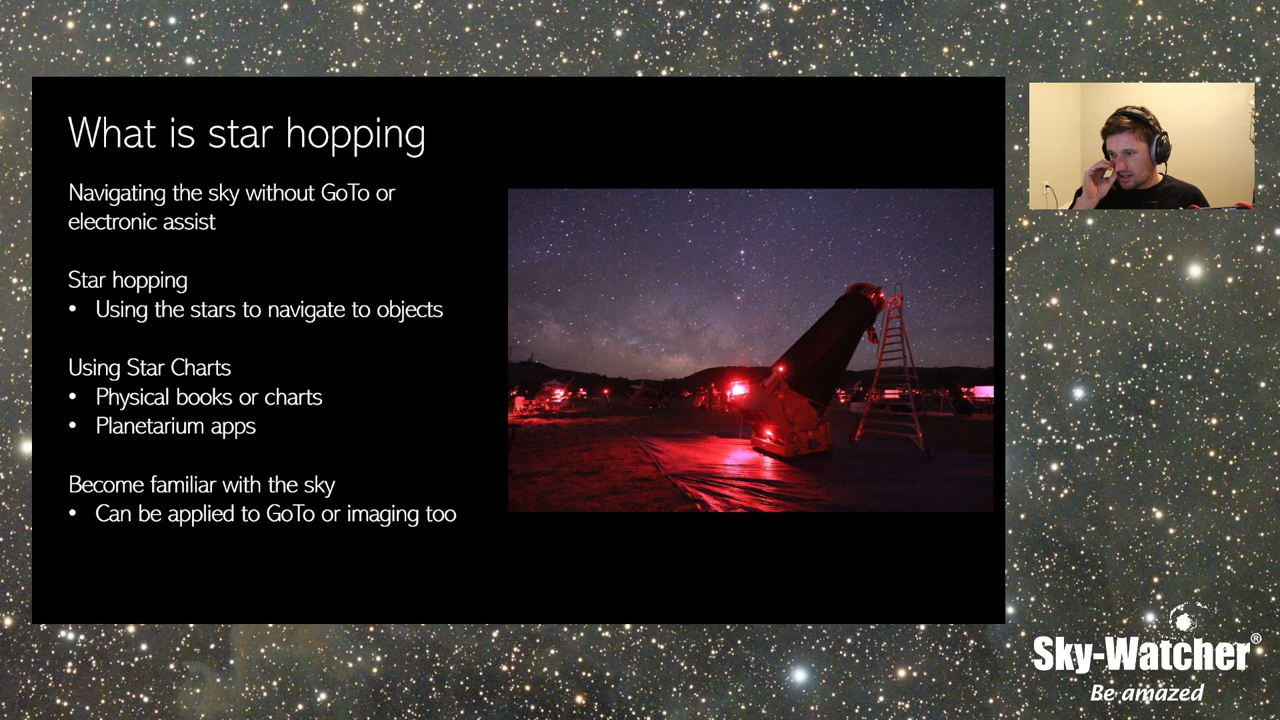 What is star hopping
Navigating the sky without GoTo or
electronic assist
Star hopping
• Using the stars to navigate to objects
Using Star Charts
• Physical books or charts
• Planetarium apps
Become familiar with the sky
• Can be applied to GoTo or imaging too
Sky-Watcher®
Be amazed